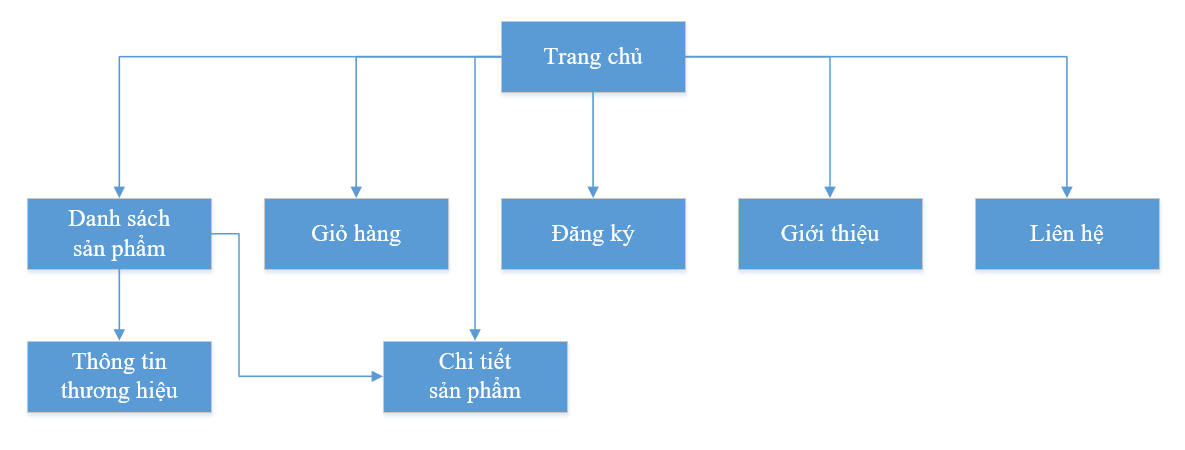 Trang chủ
Danh sách
sản phẩm
Giỏ hàng
Đăng ký
Giới thiệu
Liên hệ
Thông tin
thương hiệu
Chi tiết
sản phẩm